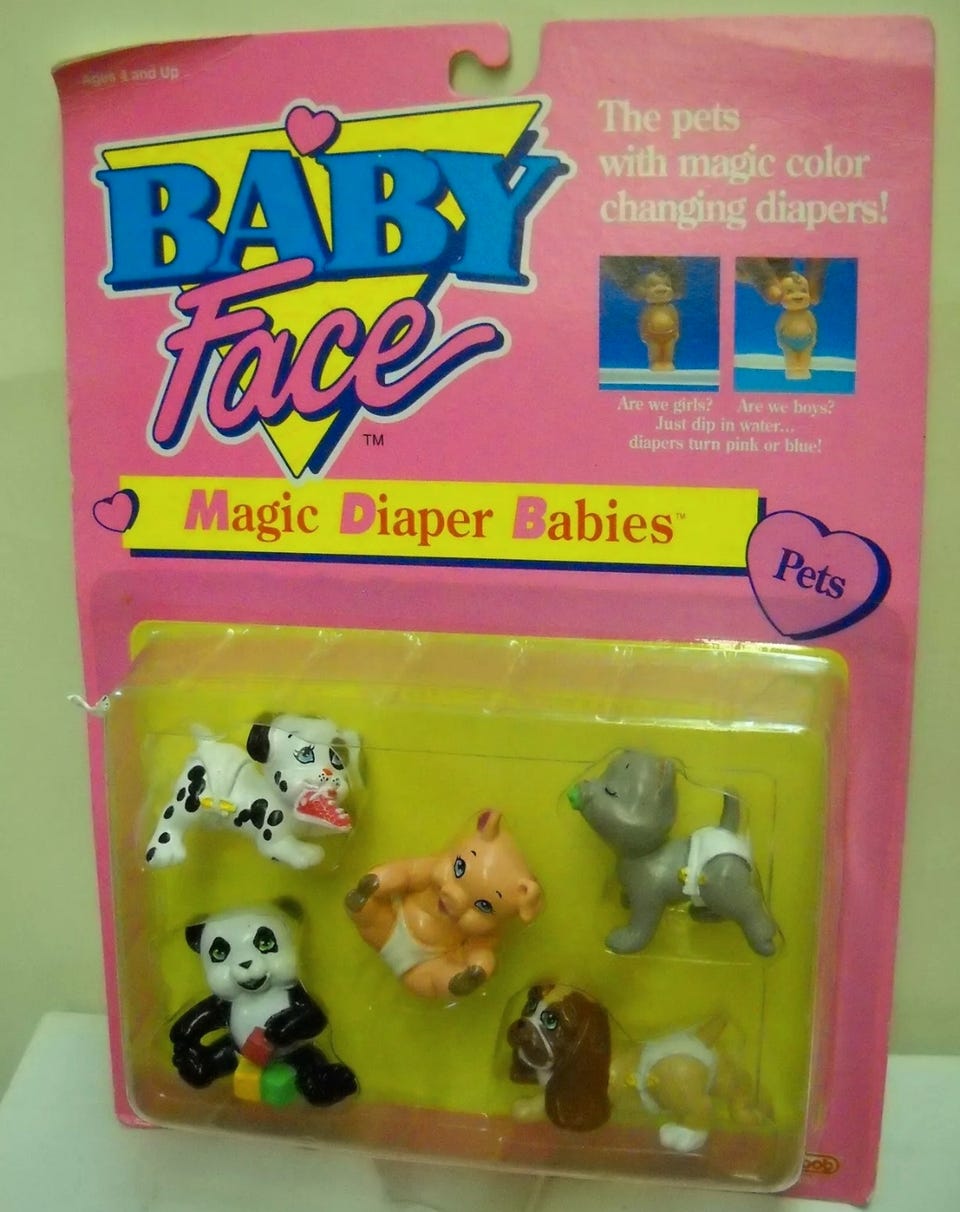 Ages 4 and Up
BABY
Face
TM
The pets
with magic color
changing diapers!
Are we girls? Are we boys?
Just dip in water...
diapers turn pink or blue!
Magic Diaper Babies™
Pets